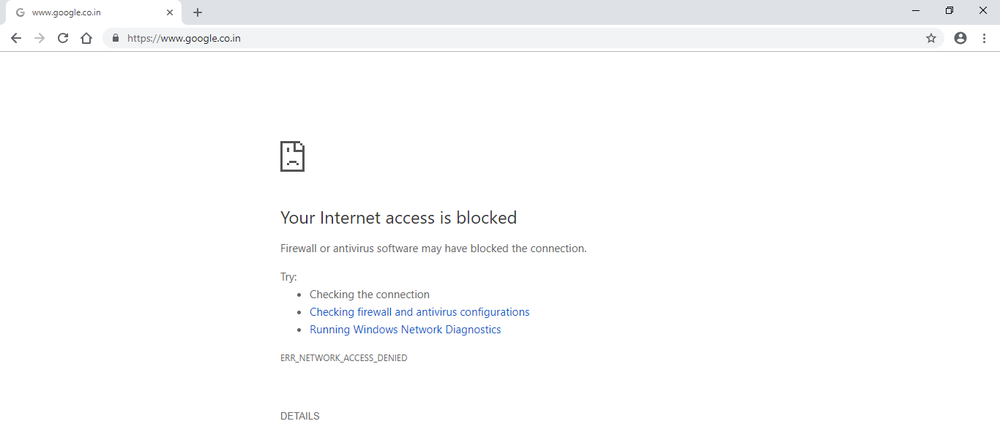 www.google.co.in
https://www.google.co.in
Your Internet access is blocked
Firewall or antivirus software may have blocked the connection.
Try:
• Checking the connection
• Checking firewall and antivirus configurations
• Running Windows Network Diagnostics
ERR_NETWORK_ACCESS_DENIED
DETAILS